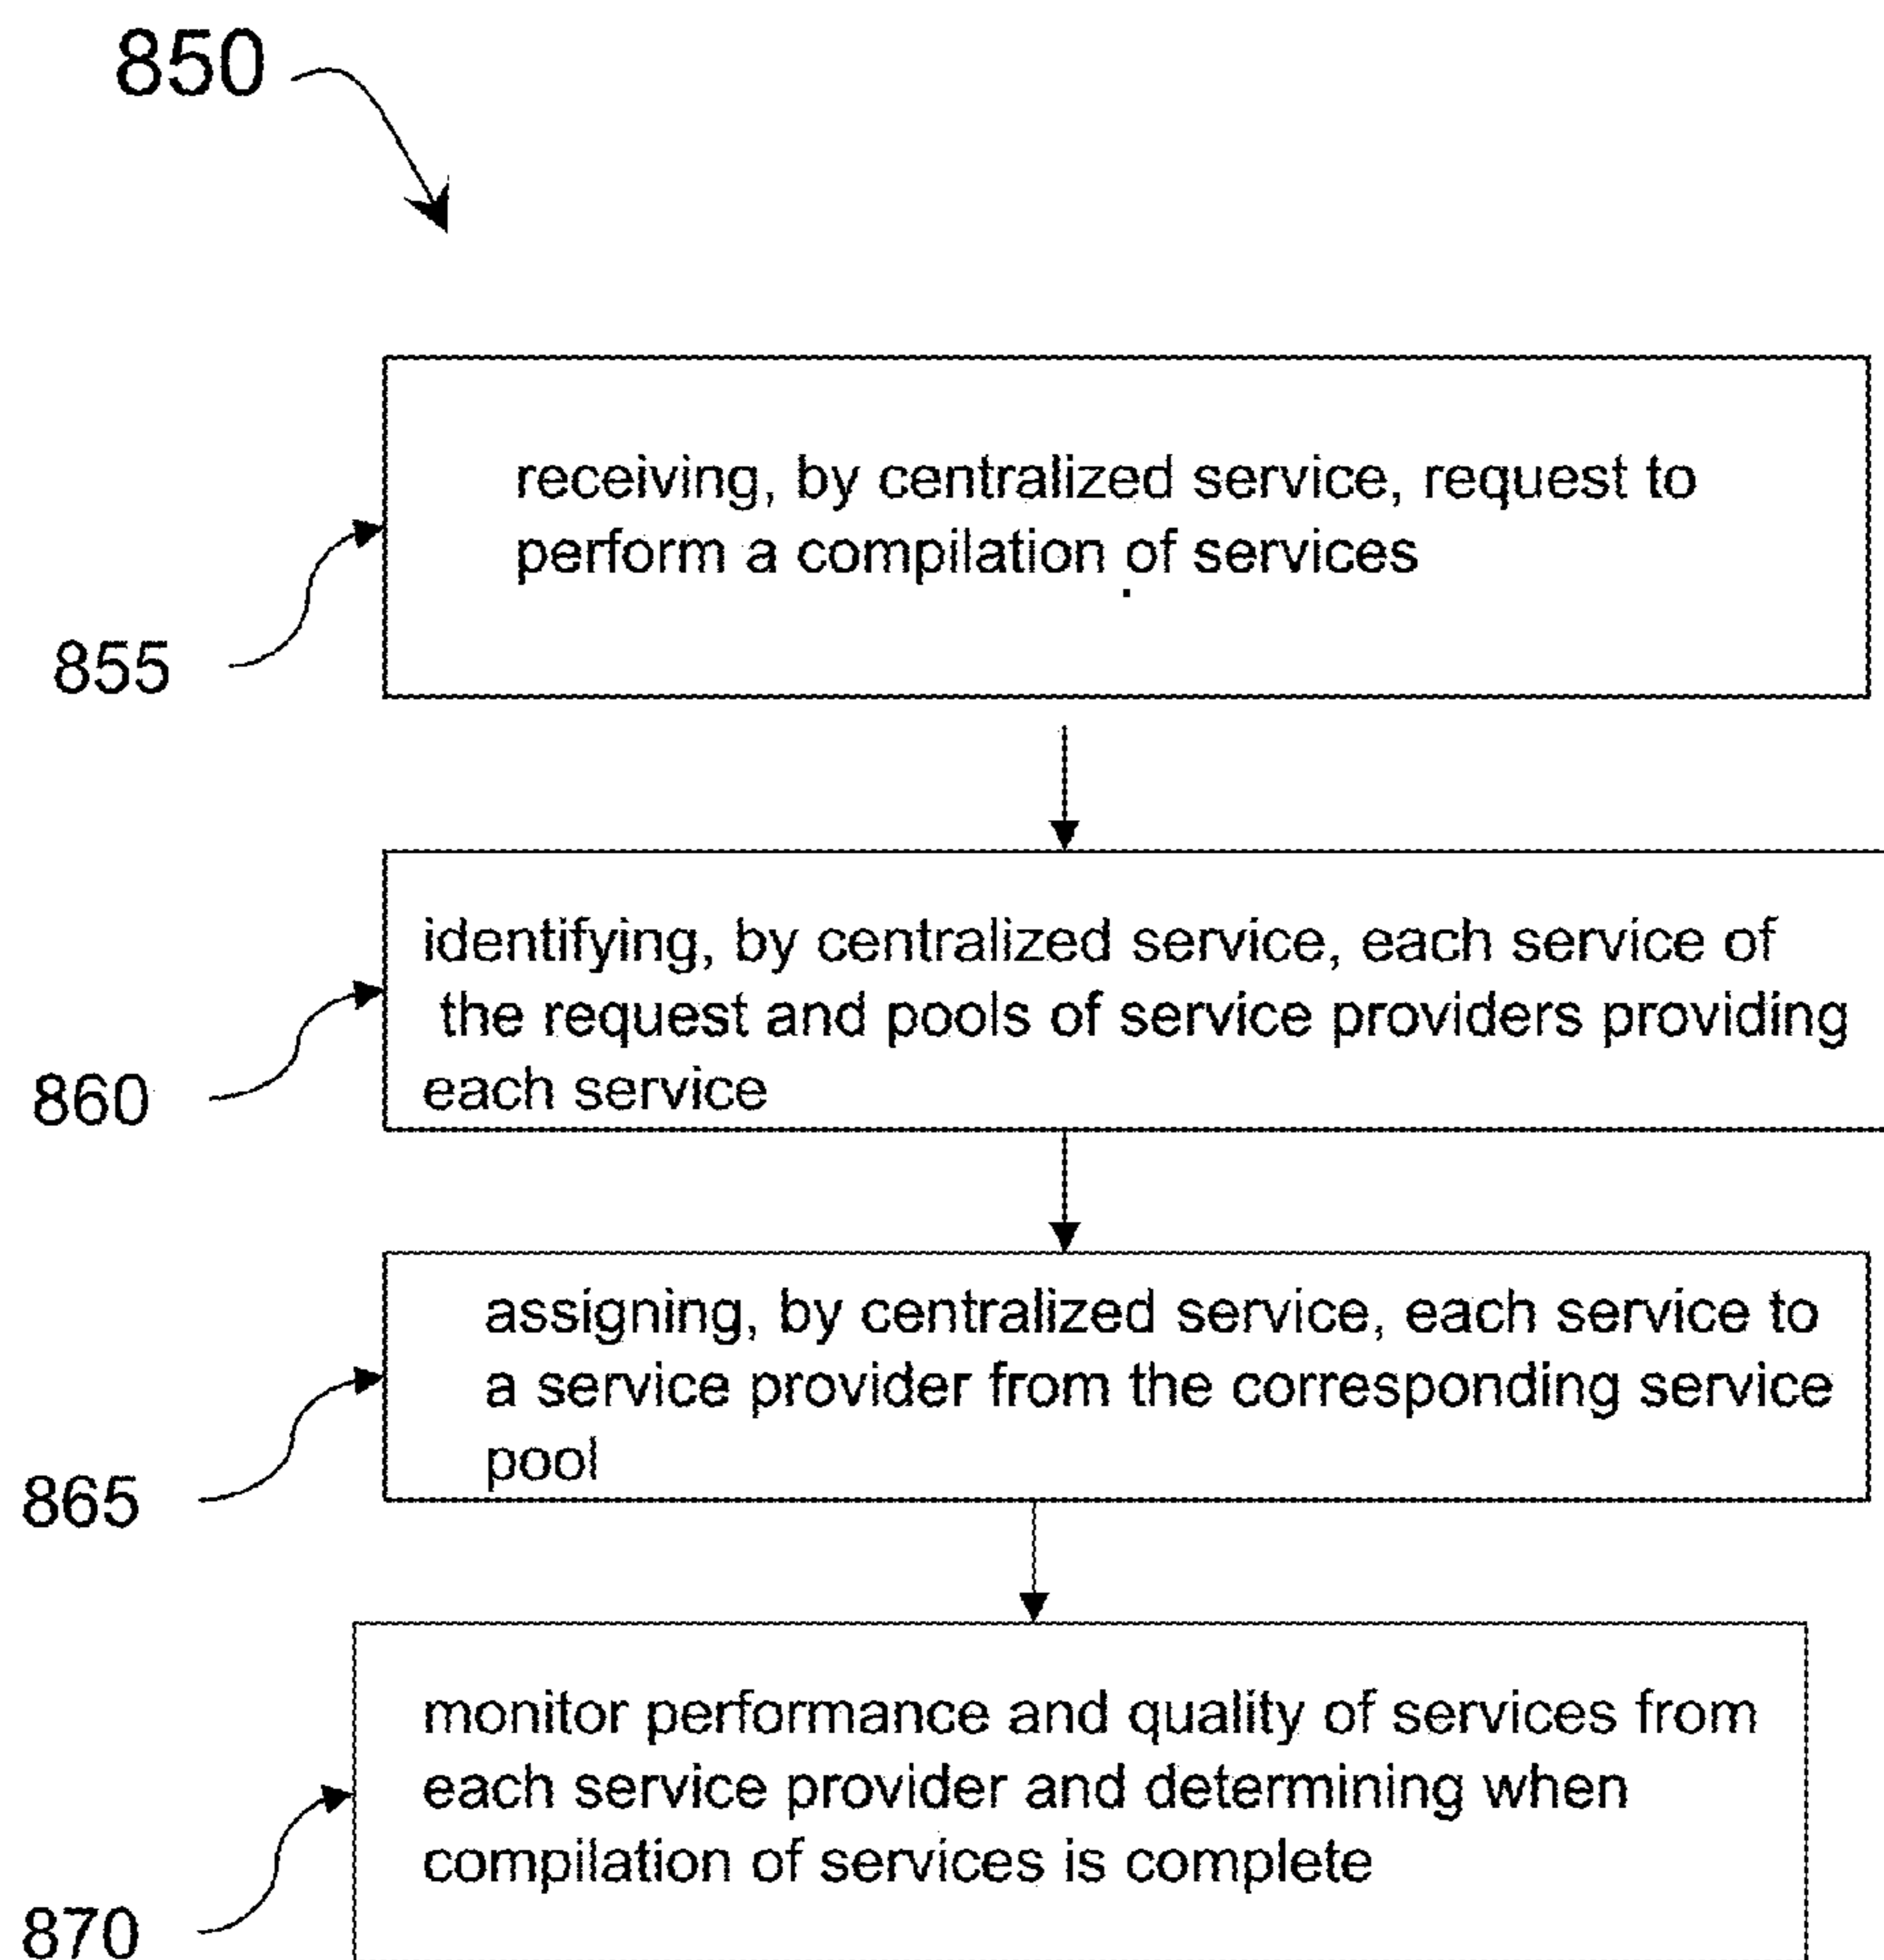 850
receiving, by centralized service, request to
perform a compilation of services
855
identifying, by centralized service, each service of
the request and pools of service providers providing
each service
860
assigning, by centralized service, each service to
a service provider from the corresponding service
pool
865
monitor performance and quality of services from
each service provider and determining when
compilation of services is complete
870